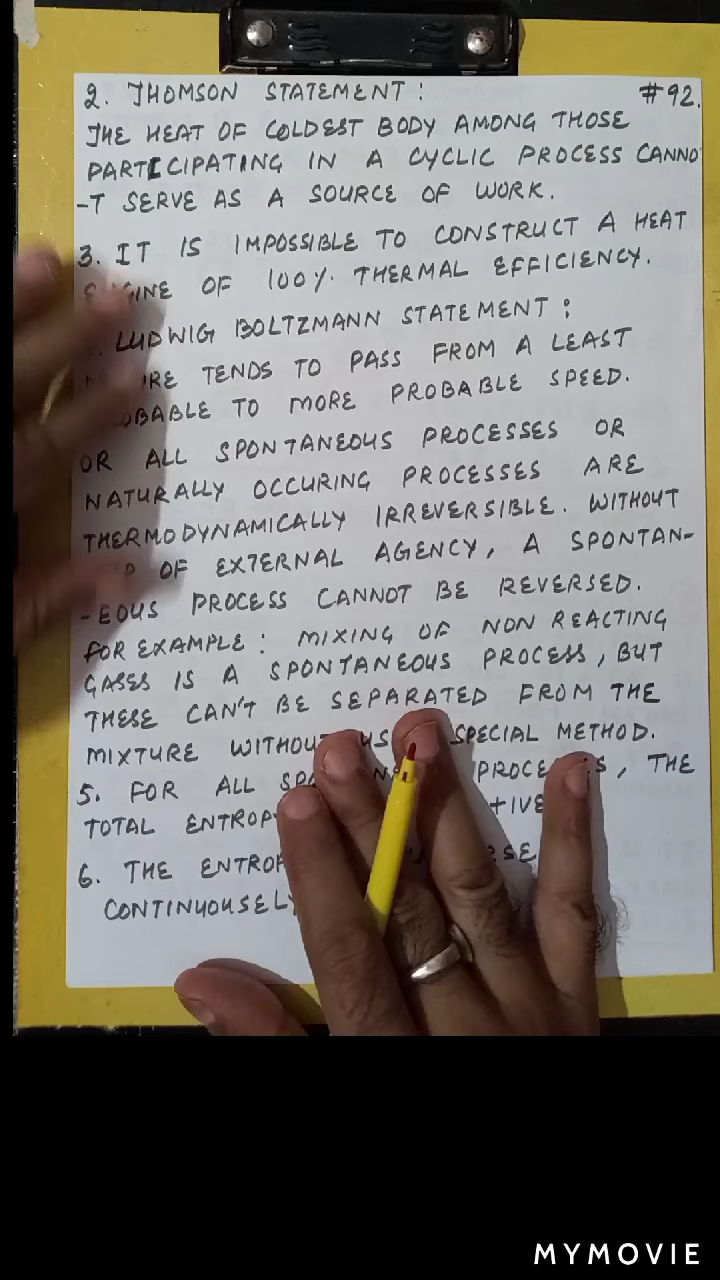 2. THOMSON STATEMENT : #92.
THE HEAT OF COLDEST BODY AMONG THOSE
PARTICIPATING IN A CYCLIC PROCESS CANNO
-T SERVE AS A SOURCE OF WORK.
3. IT IS IMPOSSIBLE TO CONSTRUCT A HEAT
OF 100%. THERMAL EFFICIENCY.
LUDWIG BOLTZMANN STATEMENT :
TENDS TO PASS FROM A LEAST
TO MORE PROBABLE SPEED.
OR ALL SPONTANEOUS PROCESSES OR
NATURALLY OCCURING PROCESSES ARE
THERMODYNAMICALLY IRREVERSIBLE. WITHOUT
OF EXTERNAL AGENCY, A SPONTAN-
-EOUS PROCESS CANNOT BE REVERSED.
FOR EXAMPLE : MIXING OF NON REACTING
GASES IS A SPONTANEOUS PROCESS, BUT
THESE CAN'T BE SEPARATED FROM THE
MIXTURE SPECIAL METHOD.
5. FOR ALL THE
TOTAL
6. THE
MYMOVIE